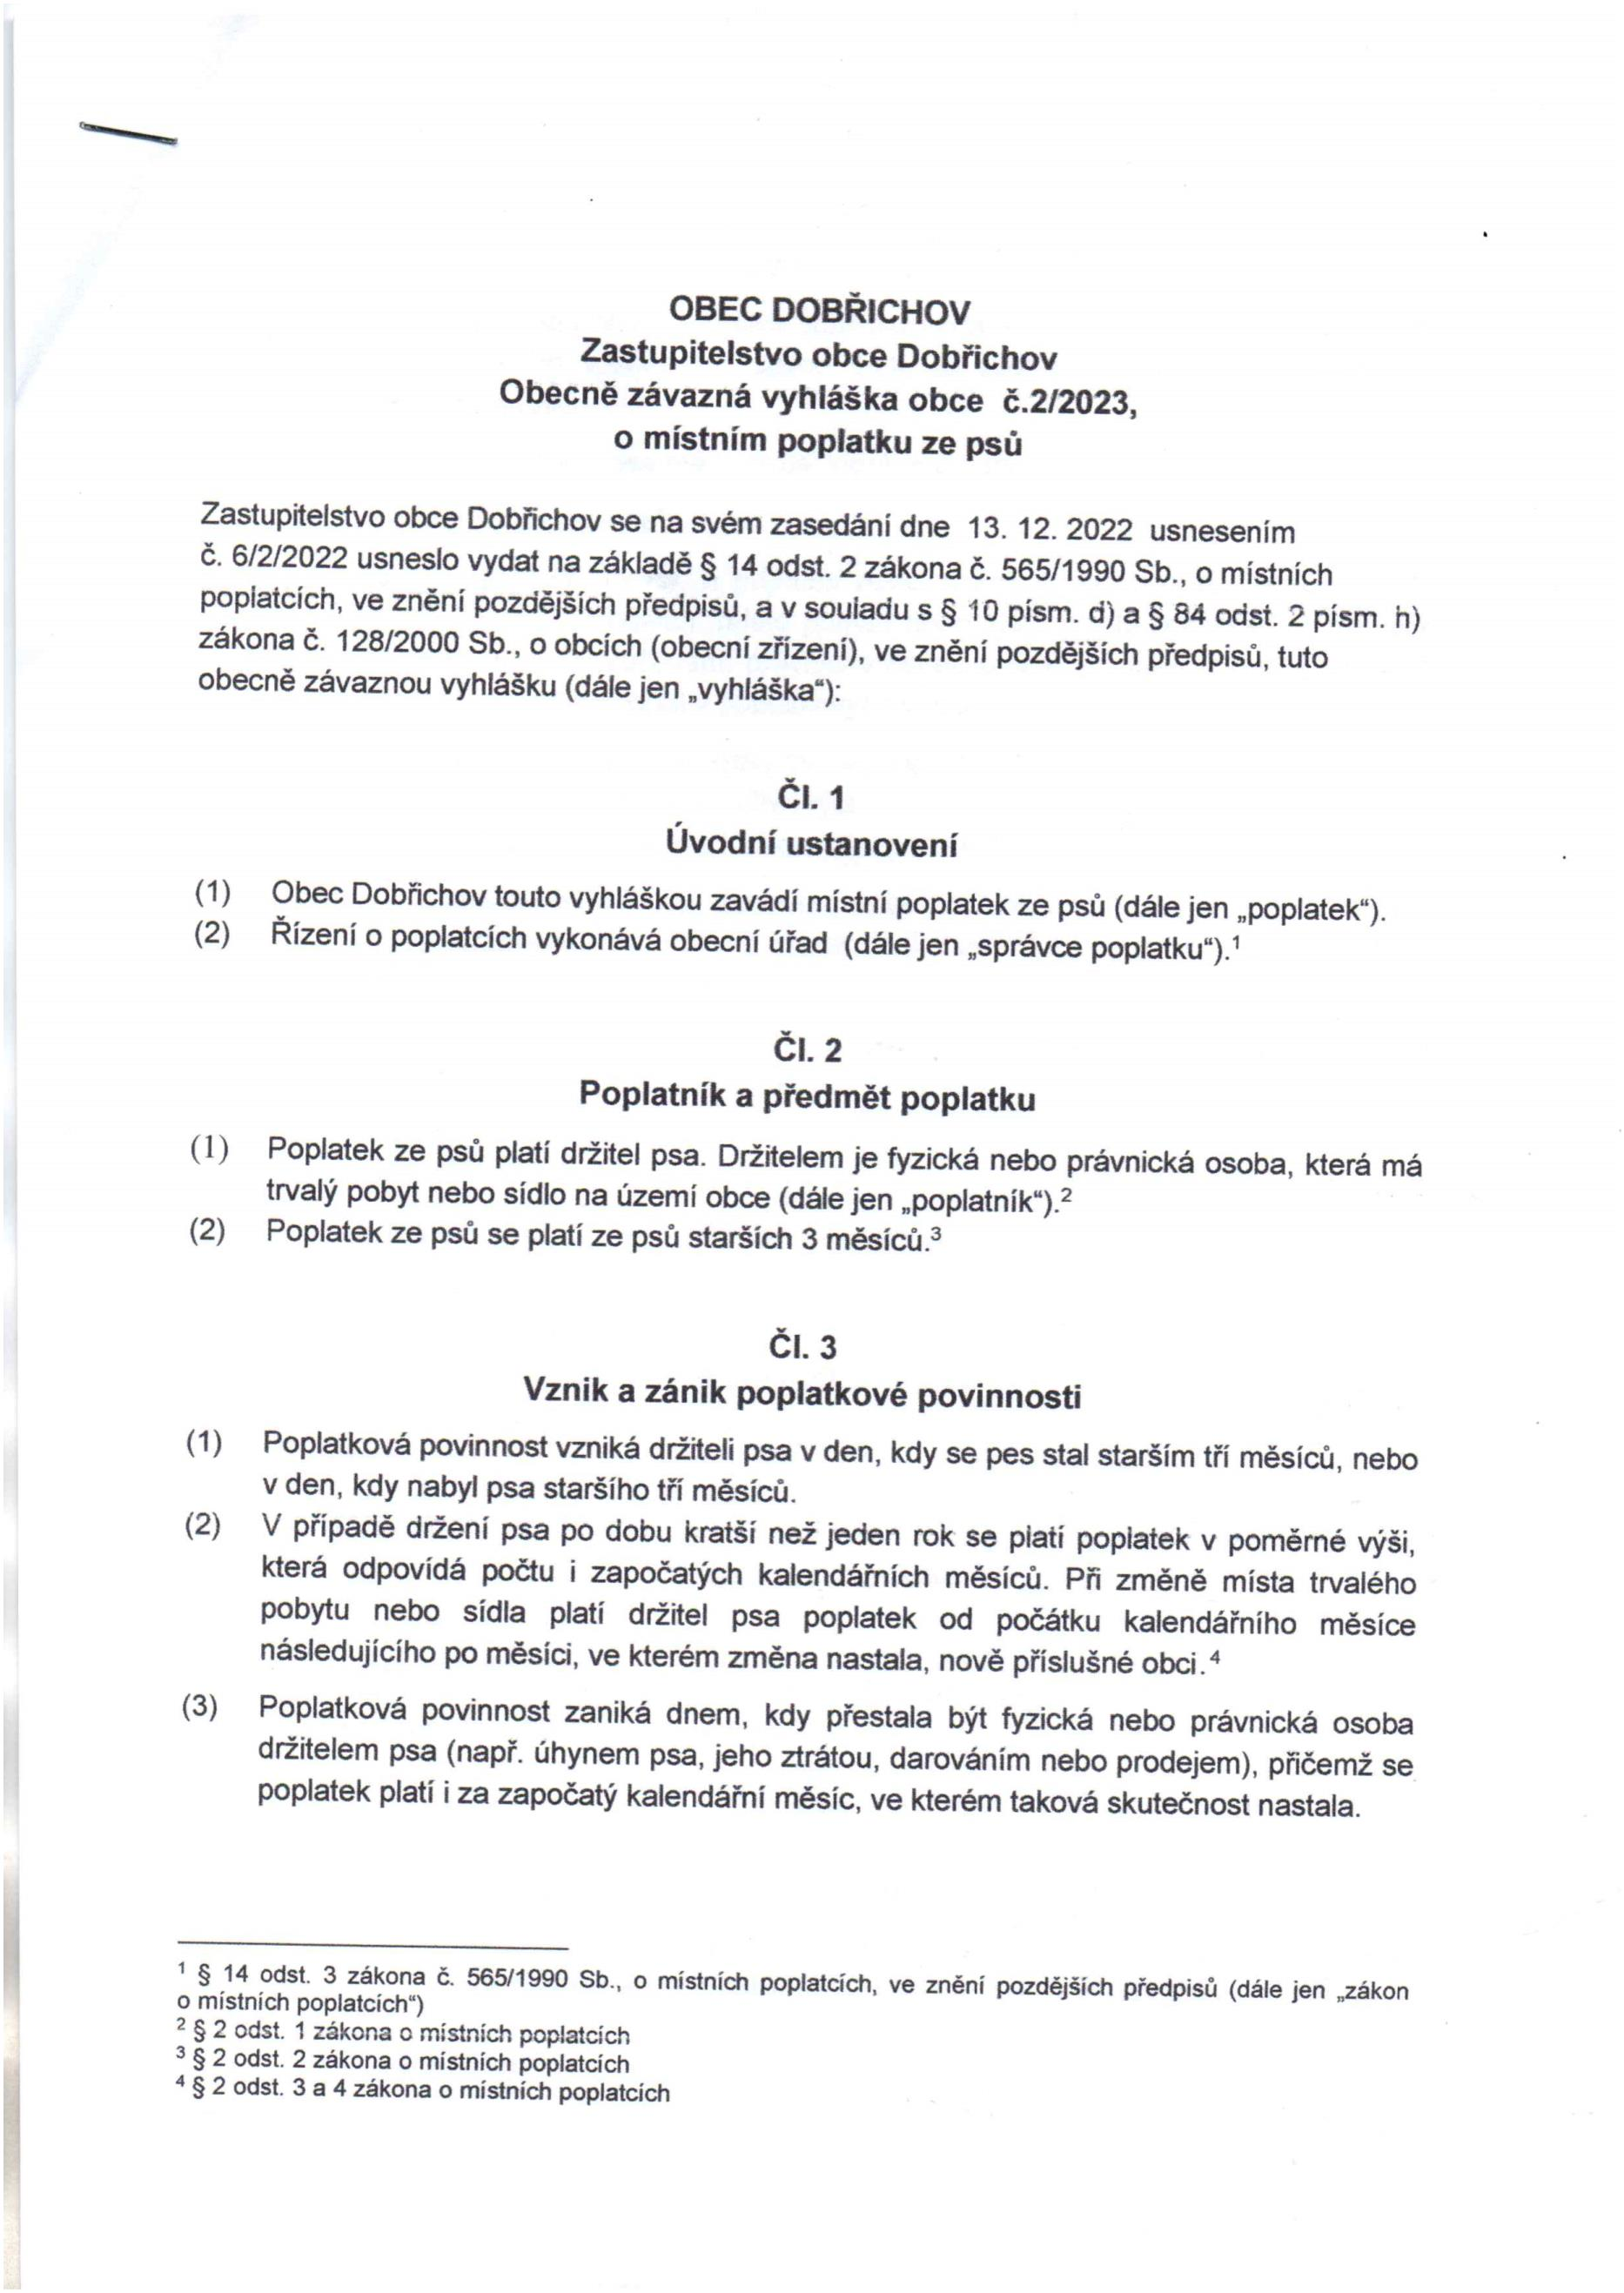 OBEC DOBŘICHOV
Zastupitelstvo obce Dobřichov
Obecně závazná vyhláška obce č.2/2023,
o místním poplatku ze psů
Zastupitelstvo obce Dobřichov se na svém zasedání dne 13. 12. 2022 usnesením
č. 6/2/2022 usneslo vydat na základě § 14 odst. 2 zákona č. 565/1990 Sb., o místních
poplatcích, ve znění pozdějších předpisů, a v souladu s § 10 písm. d) a § 84 odst. 2 písm. h)
zákona č. 128/2000 Sb., o obcích (obecní zřízení), ve znění pozdějších předpisů, tuto
obecně závaznou vyhlášku (dále jen „vyhláška“):
Čl. 1
Úvodní ustanovení
(1) Obec Dobřichov touto vyhláškou zavádí místní poplatek ze psů (dále jen „poplatek“).
(2) Řízení o poplatcích vykonává obecní úřad (dále jen „správce poplatku“).¹
Čl. 2
Poplatník a předmět poplatku
(1) Poplatek ze psů platí držitel psa. Držitelem je fyzická nebo právnická osoba, která má
trvalý pobyt nebo sídlo na území obce (dále jen „poplatník“).²
(2) Poplatek ze psů se platí ze psů starších 3 měsíců.³
Čl. 3
Vznik a zánik poplatkové povinnosti
(1) Poplatková povinnost vzniká držiteli psa v den, kdy se pes stal starším tří měsíců, nebo
v den, kdy nabyl psa staršího tří měsíců.
(2) V případě držení psa po dobu kratší než jeden rok se platí poplatek v poměrné výši,
která odpovídá počtu i započatých kalendářních měsíců. Při změně místa trvalého
pobytu nebo sídla platí držitel psa poplatek od počátku kalendářního měsíce
následujícího po měsíci, ve kterém změna nastala, nově příslušné obci.⁴
(3) Poplatková povinnost zaniká dnem, kdy přestala být fyzická nebo právnická osoba
držitelem psa (např. úhynem psa, jeho ztrátou, darováním nebo prodejem), přičemž se
poplatek platí i za započatý kalendářní měsíc, ve kterém taková skutečnost nastala.
¹ § 14 odst. 3 zákona č. 565/1990 Sb., o místních poplatcích, ve znění pozdějších předpisů (dále jen „zákon
o místních poplatcích“)
² § 2 odst. 1 zákona o místních poplatcích
³ § 2 odst. 2 zákona o místních poplatcích
⁴ § 2 odst. 3 a 4 zákona o místních poplatcích